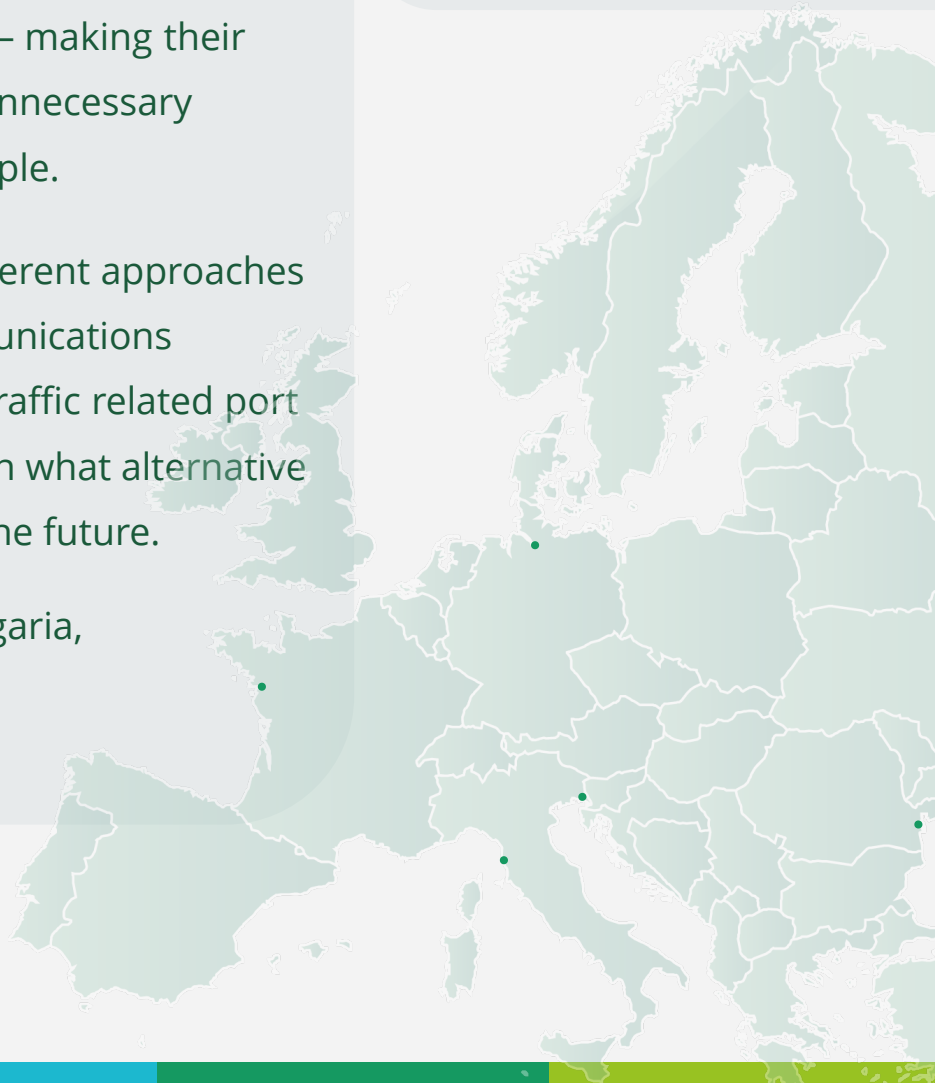 – making their
nnecessary
ple.
erent approaches
unications
raffic related port
n what alternative
he future.
garia,